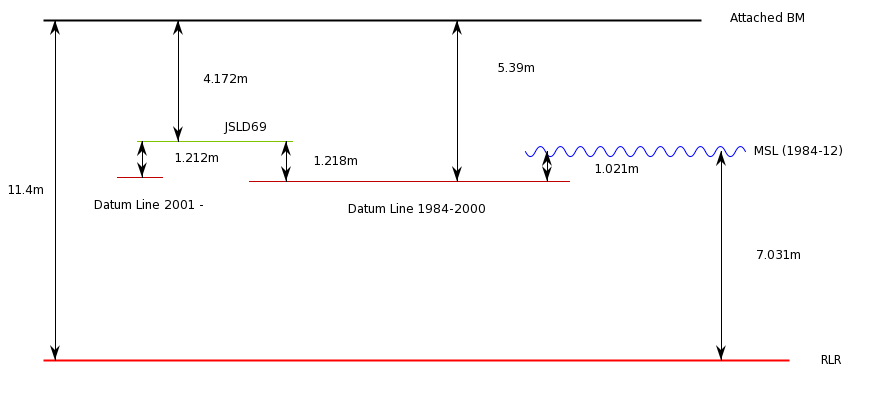 Attached BM
5.39m
4.172m
JSLD69
MSL (1984-12)
1.212m
1.218m
1.021m
11.4m
Datum Line 2001 -
Datum Line 1984-2000
7.031m
RLR